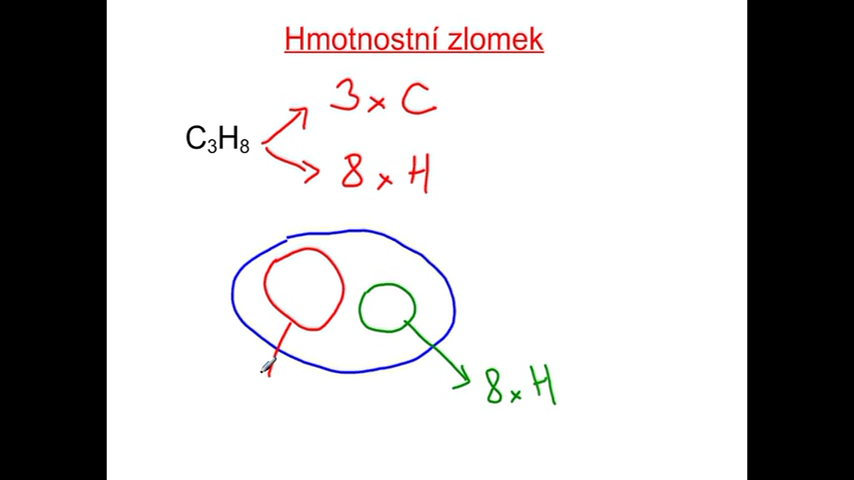 Hmotnostní zlomek
3 x C
C₃H₈
8 x H
8 x H